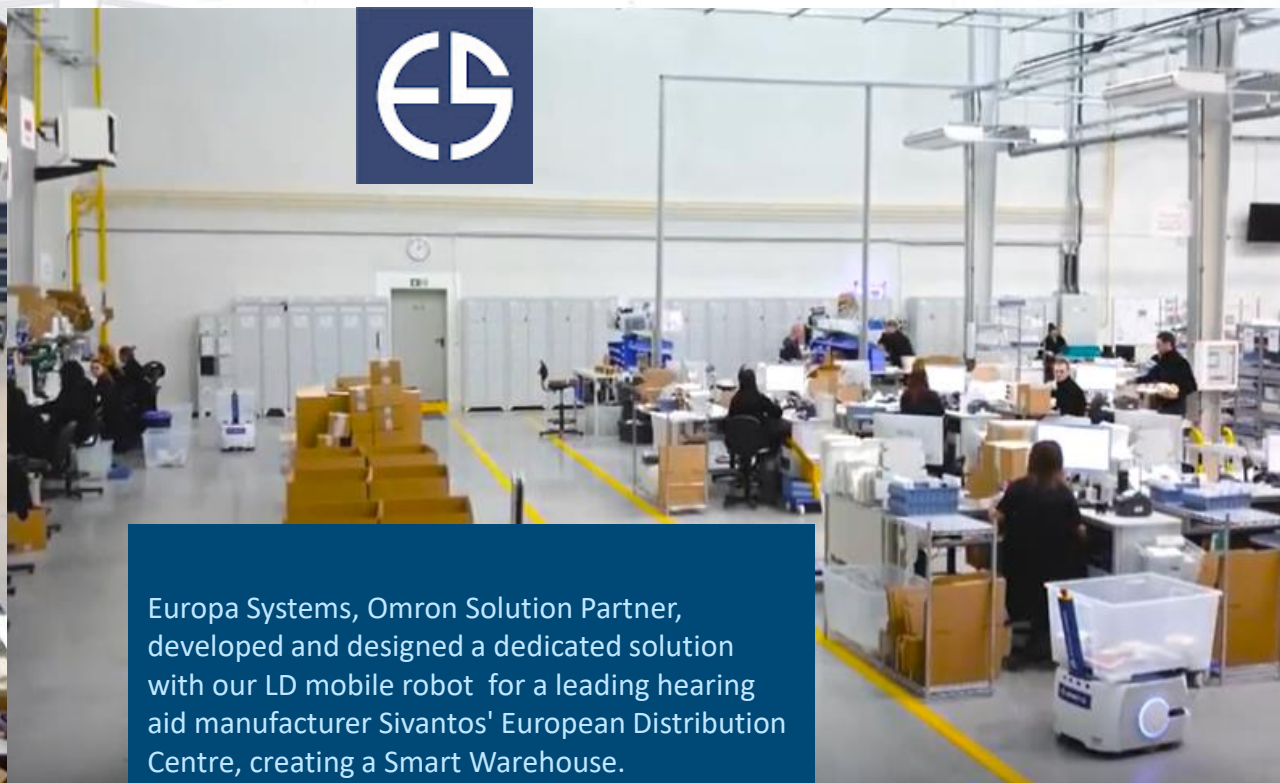 ES
Europa Systems, Omron Solution Partner,
developed and designed a dedicated solution
with our LD mobile robot  for a leading hearing
aid manufacturer Sivantos' European Distribution
Centre, creating a Smart Warehouse.